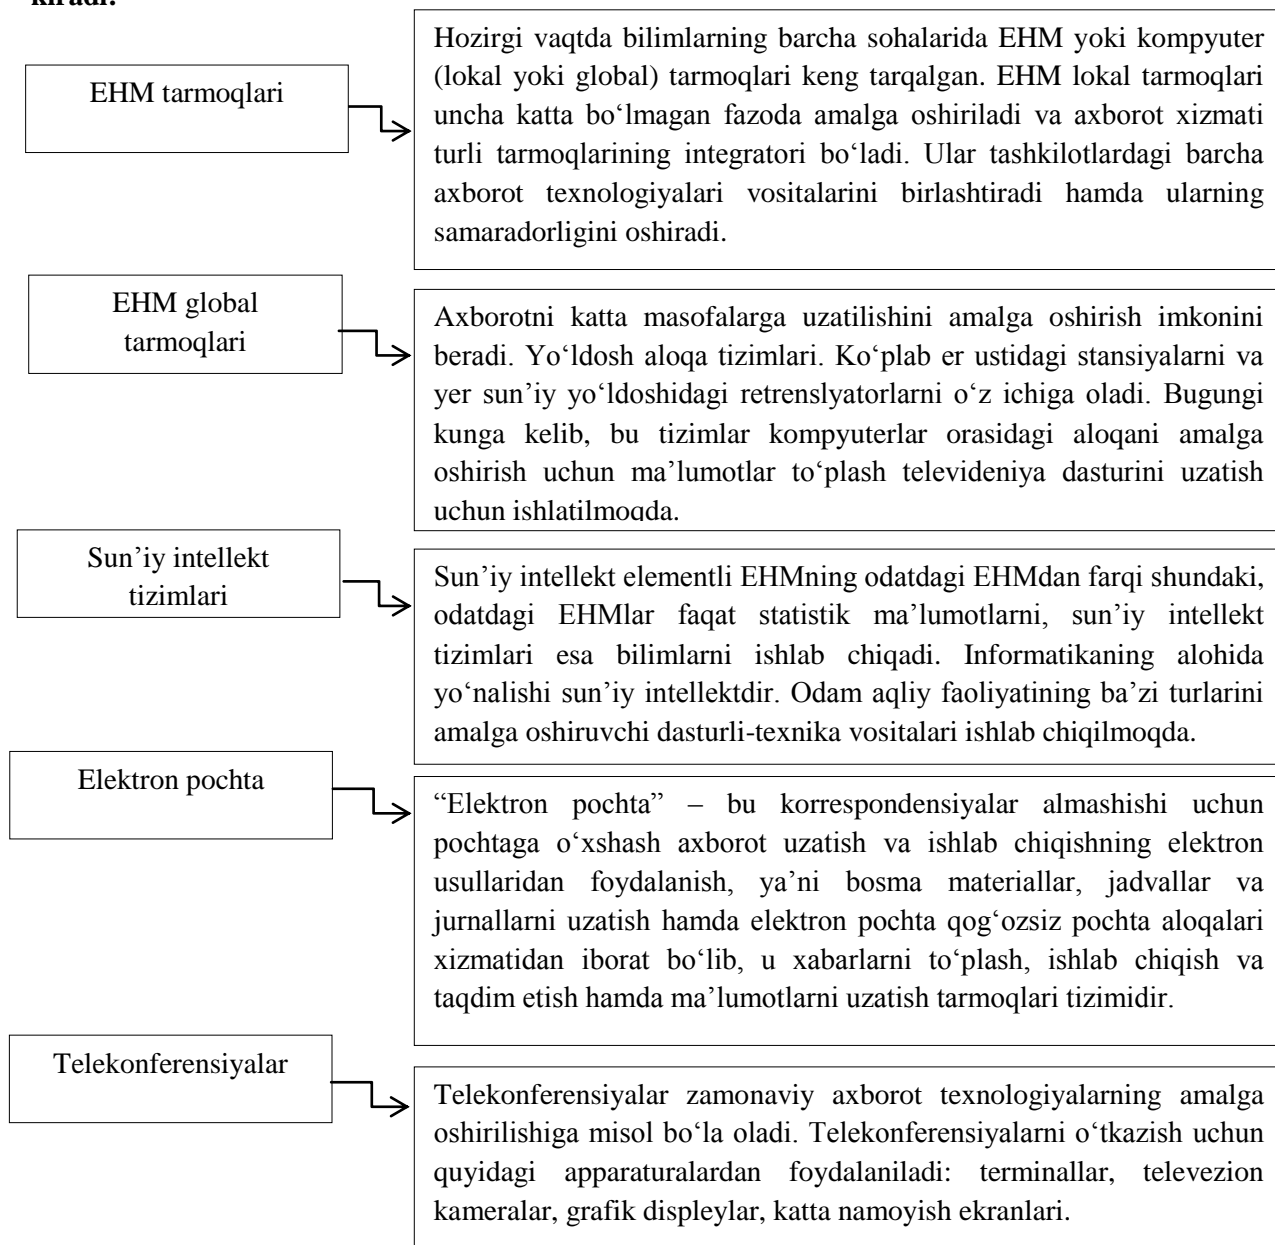 kiradi.
EHM tarmoqlari
Hozirgi vaqtda bilimlarning barcha sohalarida EHM yoki kompyuter
(lokal yoki global) tarmoqlari keng tarqalgan. EHM lokal tarmoqlari
uncha katta bo‘lmagan fazoda amalga oshiriladi va axborot xizmati
turli tarmoqlarining integratori bo‘ladi. Ular tashkilotlardagi barcha
axborot texnologiyalari vositalarini birlashtiradi hamda ularning
samaradorligini oshiradi.
EHM global
tarmoqlari
Axborotni katta masofalarga uzatilishini amalga oshirish imkonini
beradi. Yo‘ldosh aloqa tizimlari. Ko‘plab er ustidagi stansiyalarni va
yer sun’iy yo‘ldoshidagi retrenslyatorlarni o‘z ichiga oladi. Bugungi
kunga kelib, bu tizimlar kompyuterlar orasidagi aloqani amalga
oshirish uchun ma’lumotlar to‘plash televideniya dasturini uzatish
uchun ishlatilmoqda.
Sun’iy intellekt
tizimlari
Sun’iy intellekt elementli EHMning odatdagi EHMdan farqi shundaki,
odatdagi EHMlar faqat statistik ma’lumotlarni, sun’iy intellekt
tizimlari esa bilimlarni ishlab chiqadi. Informatikaning alohida
yo‘nalishi sun’iy intellektdir. Odam aqliy faoliyatining ba’zi turlarini
amalga oshiruvchi dasturli-texnika vositalari ishlab chiqilmoqda.
Elektron pochta
“Elektron pochta” – bu korrespondensiyalar almashishi uchun
pochtaga o‘xshash axborot uzatish va ishlab chiqishning elektron
usullaridan foydalanish, ya’ni bosma materiallar, jadvallar va
jurnallarni uzatish hamda elektron pochta qog‘ozsiz pochta aloqalari
xizmatidan iborat bo‘lib, u xabarlarni to‘plash, ishlab chiqish va
taqdim etish hamda ma’lumotlarni uzatish tarmoqlari tizimidir.
Telekonferensiyalar
Telekonferensiyalar zamonaviy axborot texnologiyalarning amalga
oshirilishiga misol bo‘la oladi. Telekonferensiyalarni o‘tkazish uchun
quyidagi apparaturalardan foydalaniladi: terminallar, televezion
kameralar, grafik displeylar, katta namoyish ekranlari.